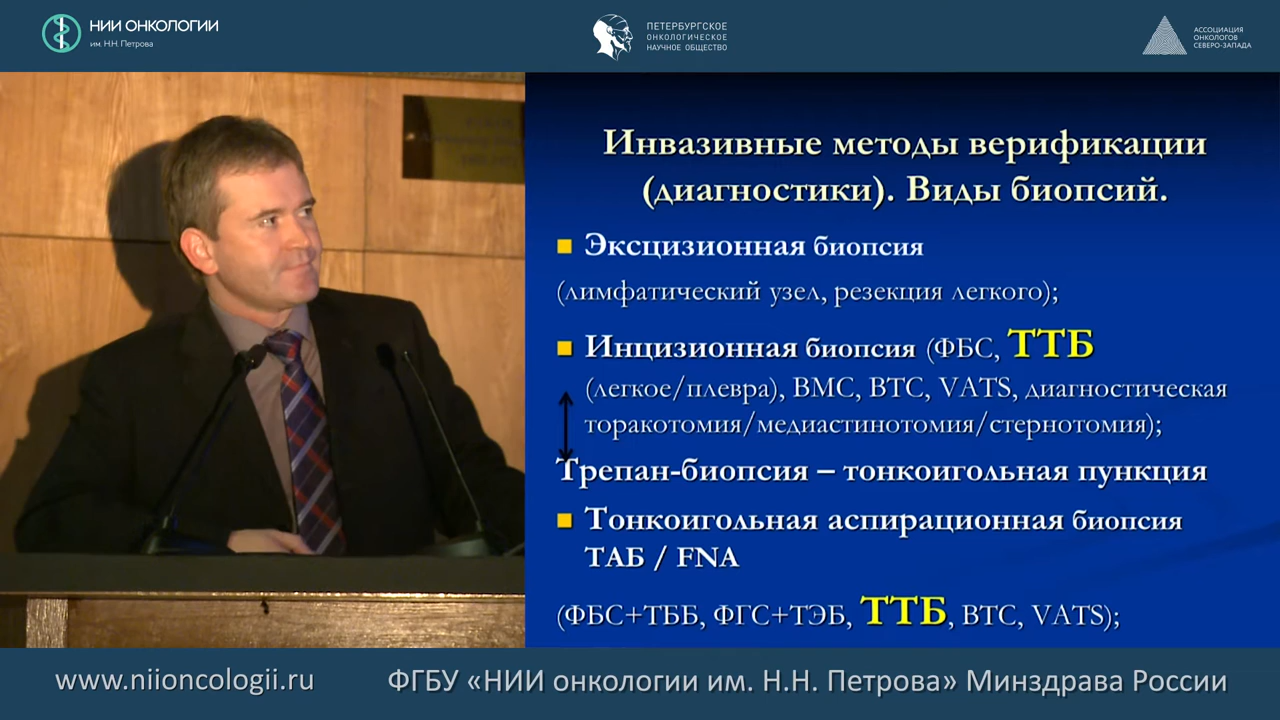 НИИ ОНКОЛОГИИ
им. Н.Н. Петрова
ПЕТЕРБУРГСКОЕ
ОНКОЛОГИЧЕСКОЕ
НАУЧНОЕ ОБЩЕСТВО
АССОЦИАЦИЯ
ОНКОЛОГОВ
СЕВЕРО-ЗАПАДА
Инвазивные методы верификации
(диагностики). Виды биопсий.
Эксцизионная биопсия
(лимфатический узел, резекция легкого);
Инцизионная биопсия (ФБС, ТТБ
(легкое/плевра), ВМС, ВТС, VATS, диагностическая
торакотомия/медиастинотомия/стернотомия);
Трепан-биопсия – тонкоигольная пункция
Тонкоигольная аспирационная биопсия
ТАБ / FNA
(ФБС+ТББ, ФГС+ТЭБ, ТТБ, ВТС, VATS);
www.niioncologii.ru
ФГБУ «НИИ онкологии им. Н.Н. Петрова» Минздрава России